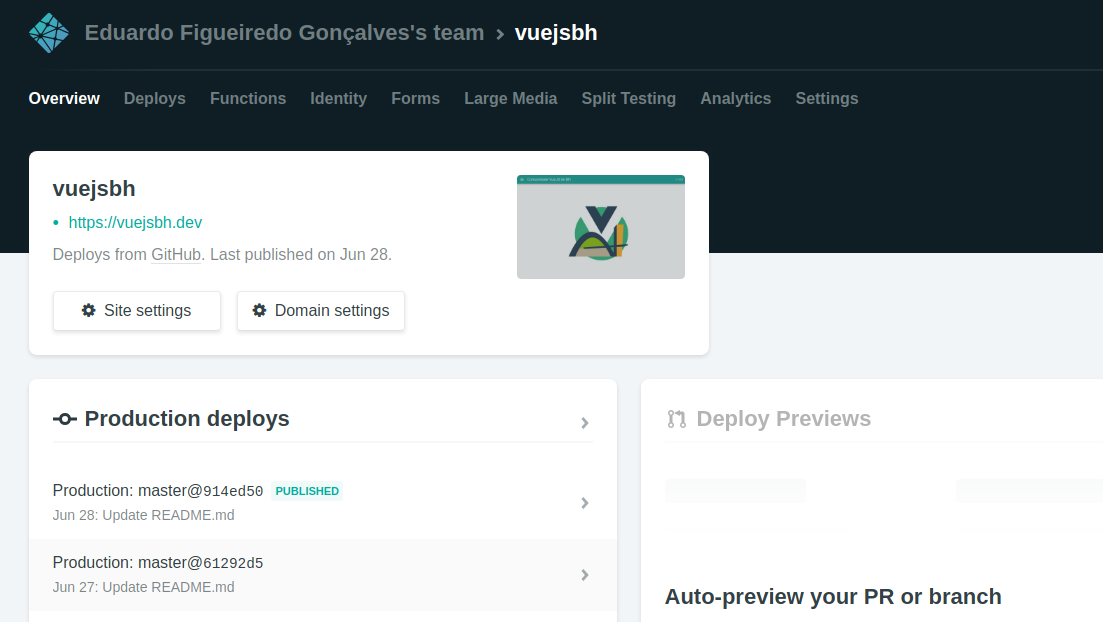 Eduardo Figueiredo Gonçalves's team > vuejsbh
Overview Deploys Functions Identity Forms Large Media Split Testing Analytics Settings
vuejsbh
• https://vuejsbh.dev
Deploys from GitHub. Last published on Jun 28.
Site settings Domain settings
Production deploys
Production: master@914ed50 PUBLISHED
Jun 28: Update README.md
Production: master@61292d5
Jun 27: Update README.md
Deploy Previews
Auto-preview your PR or branch